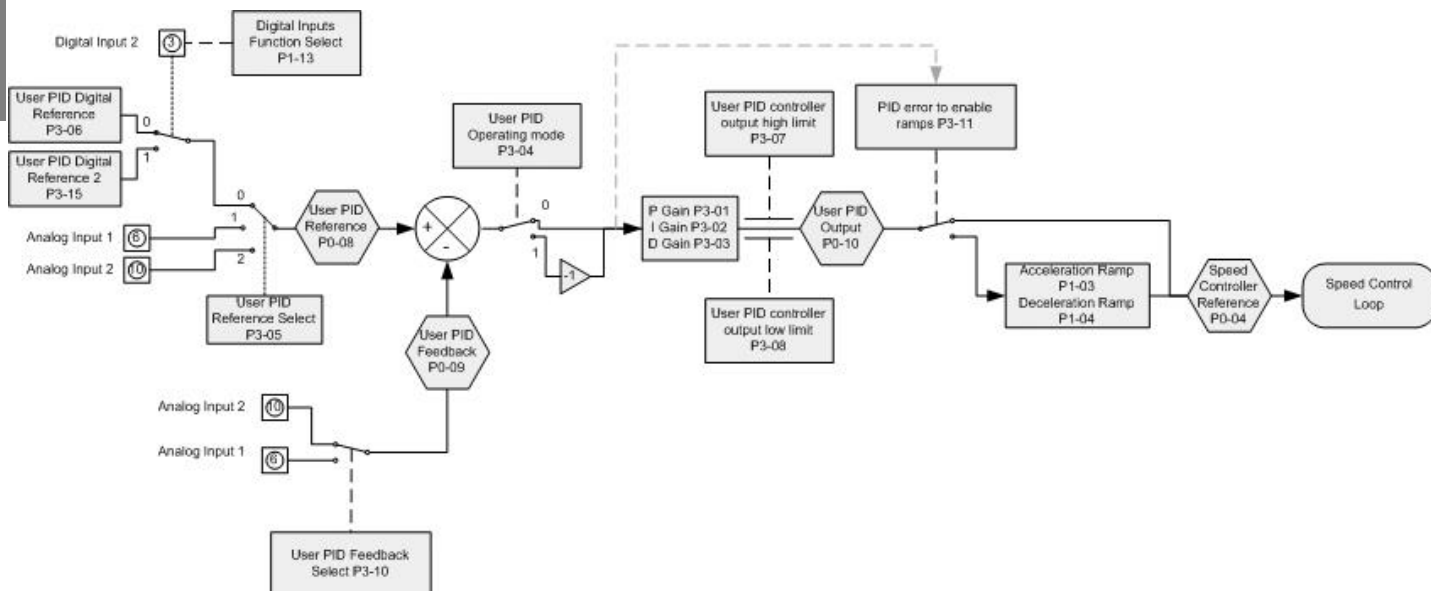 Digital Input 2
3
Digital Inputs
Function Select
P1-13
User PID Digital
Reference
P3-06
0
1
User PID Digital
Reference 2
P3-15
0
1
2
Analog Input 1
6
Analog Input 2
10
User PID
Reference
P0-08
User PID
Reference Select
P3-05
+
-
User PID
Feedback
P0-09
Analog Input 2
10
Analog Input 1
6
User PID Feedback
Select P3-10
User PID
Operating mode
P3-04
0
1
-1
P Gain P3-01
I Gain P3-02
D Gain P3-03
User PID controller
output high limit
P3-07
User PID controller
output low limit
P3-08
User PID
Output
P0-10
PID error to enable
ramps P3-11
Acceleration Ramp
P1-03
Deceleration Ramp
P1-04
Speed
Controller
Reference
P0-04
Speed Control
Loop